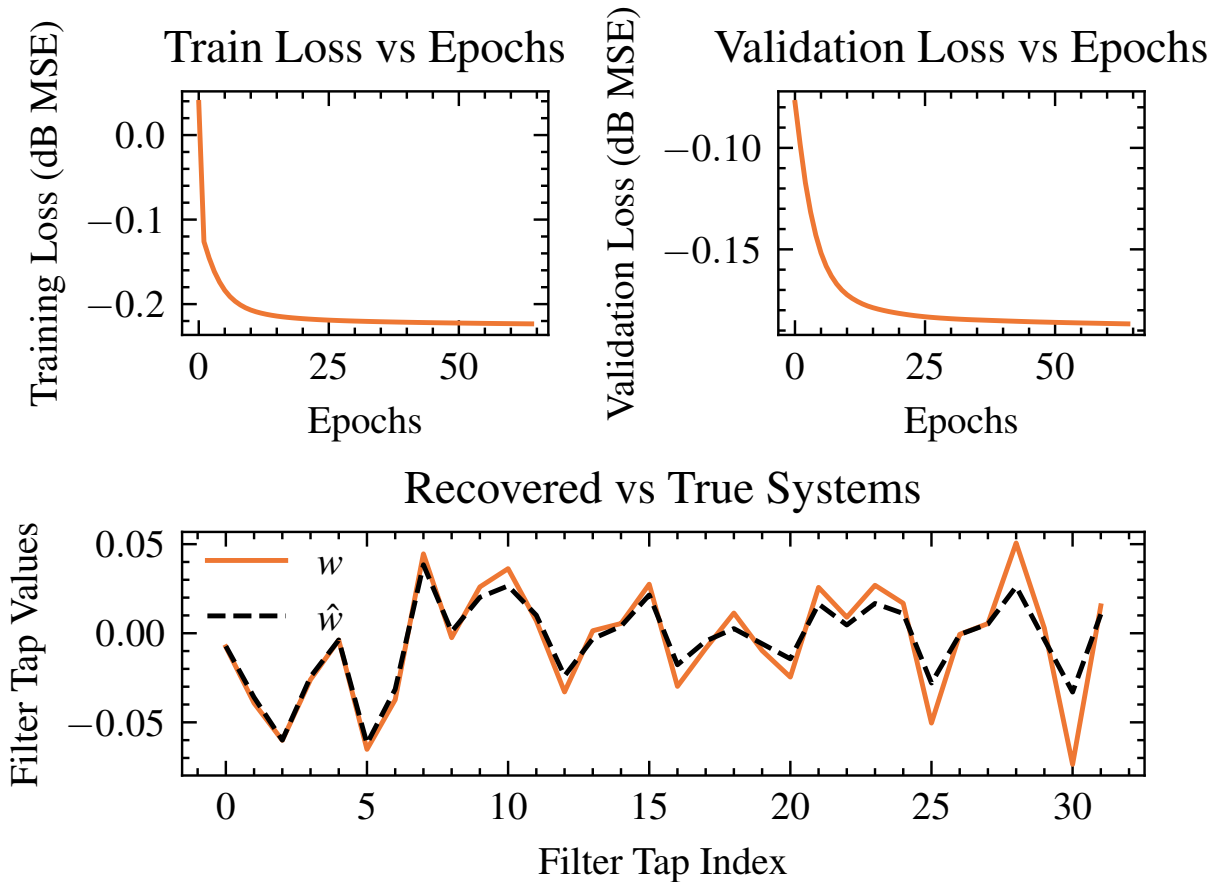 Train Loss vs Epochs
Training Loss (dB MSE)
0.0
−0.1
−0.2
0 25 50
Epochs
Validation Loss vs Epochs
Validation Loss (dB MSE)
−0.10
−0.15
0 25 50
Epochs
Recovered vs True Systems
Filter Tap Values
0.05
0.00
−0.05
w
ŵ
0 5 10 15 20 25 30
Filter Tap Index